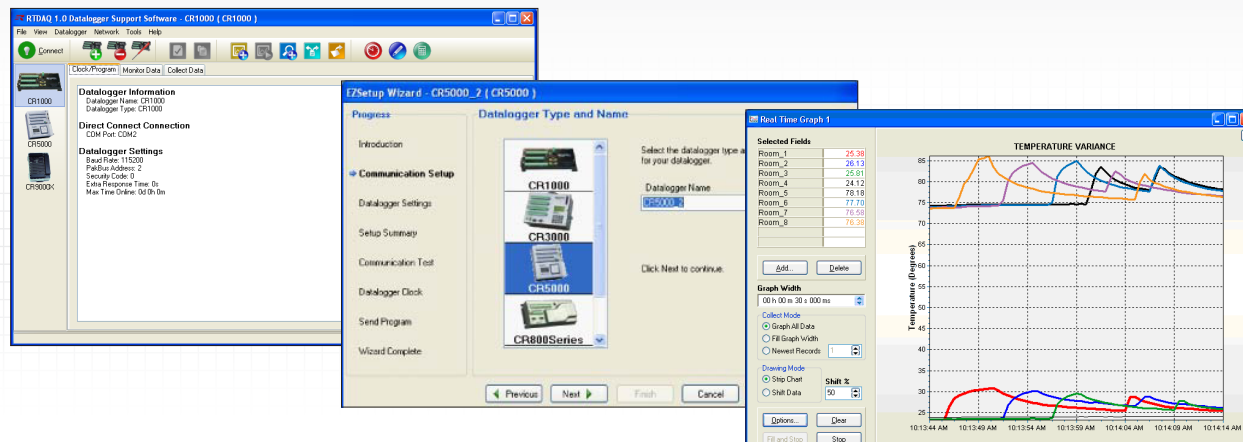 RTDAQ 1.0 Datalogger Support Software - CR1000 ( CR1000 )
File View Datalogger Network Tools Help
Connect
Clock/Program Monitor Data Collect Data
CR1000
CR5000
CR9000X
Datalogger Information
Datalogger Name: CR1000
Datalogger Type: CR1000
Direct Connect Connection
COM Port: COM2
Datalogger Settings
Baud Rate: 115200
PakBus Address: 2
Security Code: 0
Extra Response Time: 0s
Max Time Online: 0d 0h 0m
EZSetup Wizard - CR5000_2 ( CR5000 )
Progress
Introduction
Communication Setup
Datalogger Settings
Setup Summary
Communication Test
Datalogger Clock
Send Program
Wizard Complete
Datalogger Type and Name
CR1000
CR3000
CR5000
CR800Series
Select the datalogger type a
for your datalogger.
Datalogger Name
CR5000_2
Click Next to continue.
Previous Next Finish Cancel
Real Time Graph 1
Selected Fields
Room_1 25.38
Room_2 26.13
Room_3 25.81
Room_4 24.12
Room_5 78.18
Room_6 77.70
Room_7 76.58
Room_8 76.38
Add... Delete
Graph Width
00 h 00 m 30 s 000 ms
Collect Mode
Graph All Data
Fill Graph Width
Newest Records 1
Drawing Mode
Strip Chart
Shift Data
Shift %
50
Options... Clear
Fill and Stop Stop
TEMPERATURE VARIANCE
Temperature (Degrees)
85
80
75
70
65
60
55
50
45
40
35
30
25
10:13:44 AM 10:13:49 AM 10:13:54 AM 10:13:59 AM 10:14:04 AM 10:14:09 AM 10:14:14 AM